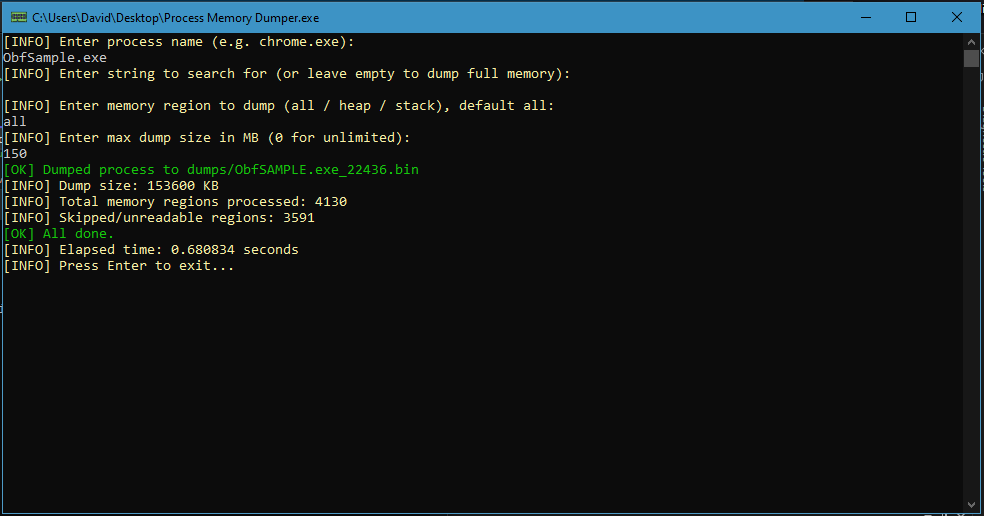 C:\Users\David\Desktop\Process Memory Dumper.exe
[INFO] Enter process name (e.g. chrome.exe):
ObfSample.exe
[INFO] Enter string to search for (or leave empty to dump full memory):
[INFO] Enter memory region to dump (all / heap / stack), default all:
all
[INFO] Enter max dump size in MB (0 for unlimited):
150
[OK] Dumped process to dumps/ObfSAMPLE.exe_22436.bin
[INFO] Dump size: 153600 KB
[INFO] Total memory regions processed: 4130
[INFO] Skipped/unreadable regions: 3591
[OK] All done.
[INFO] Elapsed time: 0.680834 seconds
[INFO] Press Enter to exit...